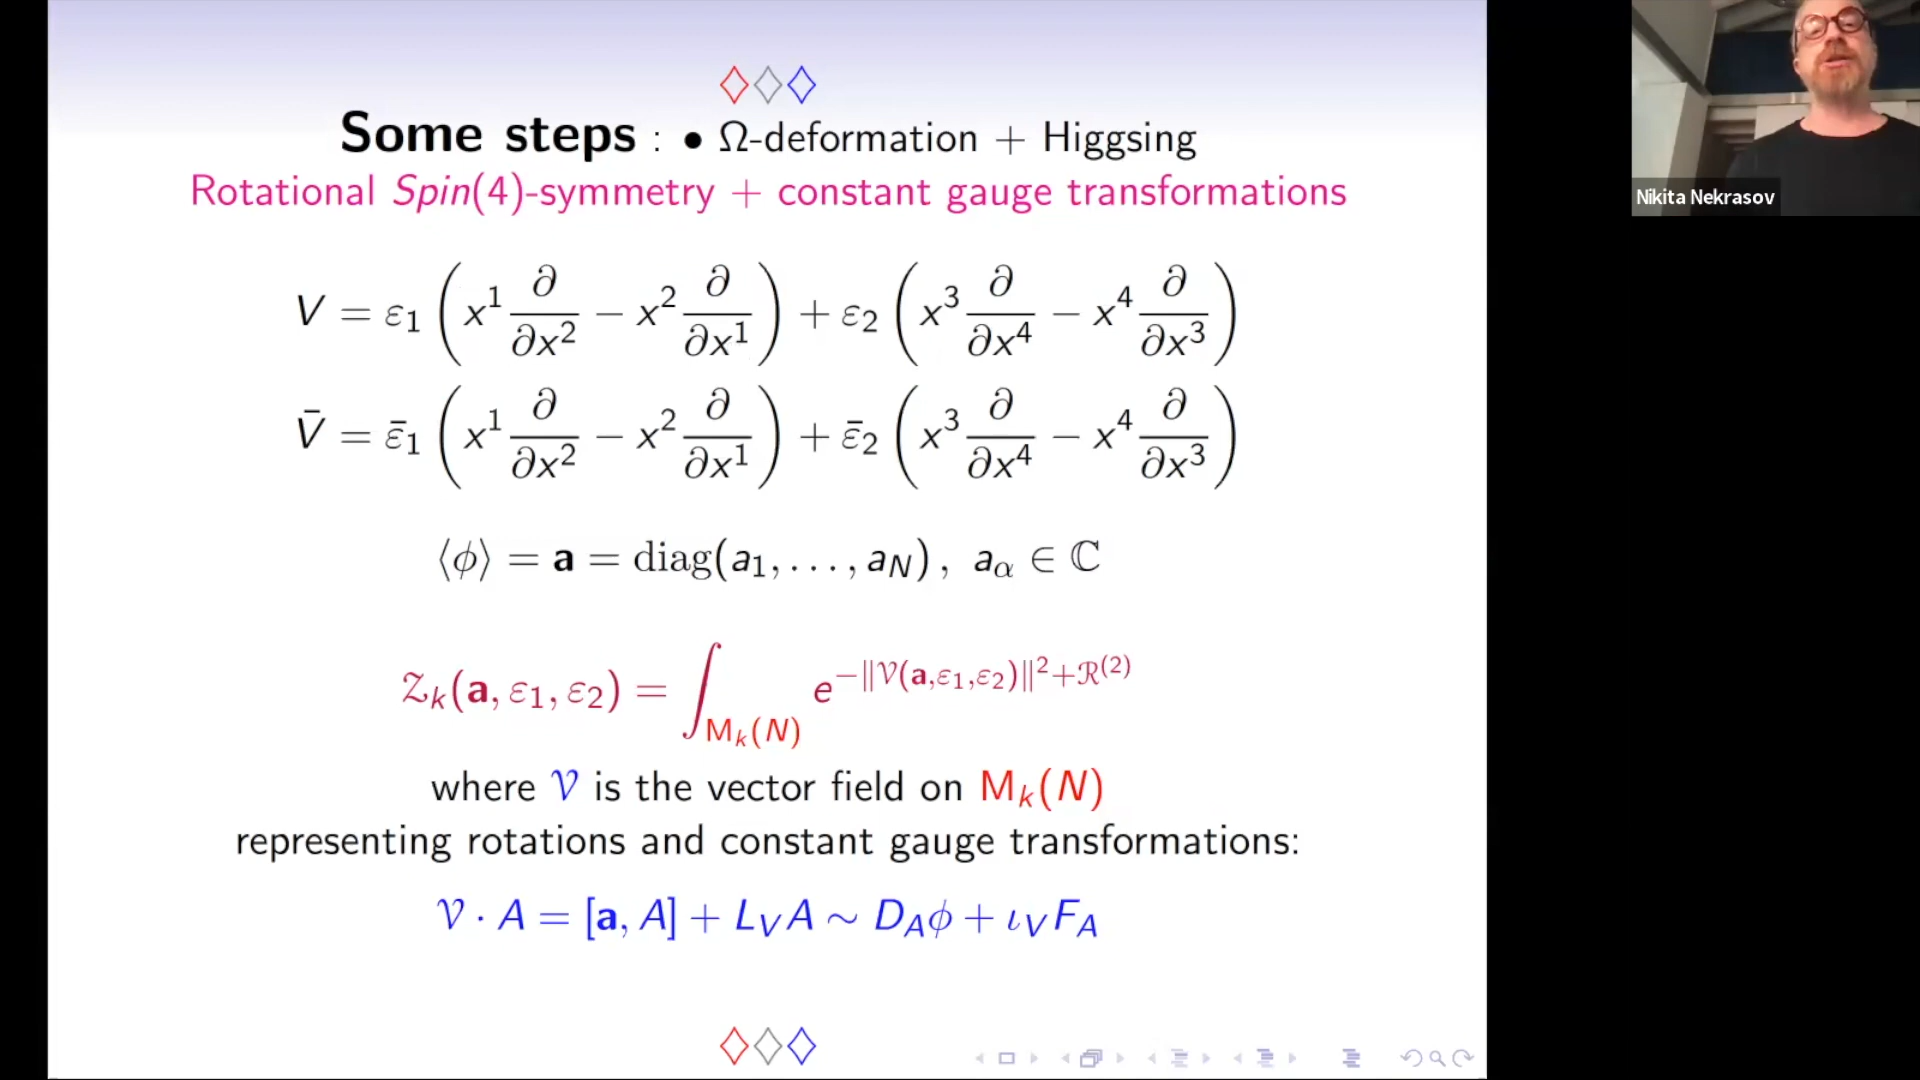 Some steps : • Ω-deformation + Higgsing
Rotational Spin(4)-symmetry + constant gauge transformations
V = ε₁ ( x¹ ∂/∂x² − x² ∂/∂x¹ ) + ε₂ ( x³ ∂/∂x⁴ − x⁴ ∂/∂x³ )
V̄ = ε̄₁ ( x¹ ∂/∂x² − x² ∂/∂x¹ ) + ε̄₂ ( x³ ∂/∂x⁴ − x⁴ ∂/∂x³ )
⟨ϕ⟩ = a = diag(a₁, . . . , a_N) , a_α ∈ ℂ
𝒵_k(a, ε₁, ε₂) = ∫_{M_k(N)} e^{−‖𝒱(a,ε₁,ε₂)‖²+ℛ^{(2)}}
where 𝒱 is the vector field on M_k(N)
representing rotations and constant gauge transformations:
𝒱 · A = [a, A] + L_V A ∼ D_A ϕ + ι_V F_A
Nikita Nekrasov